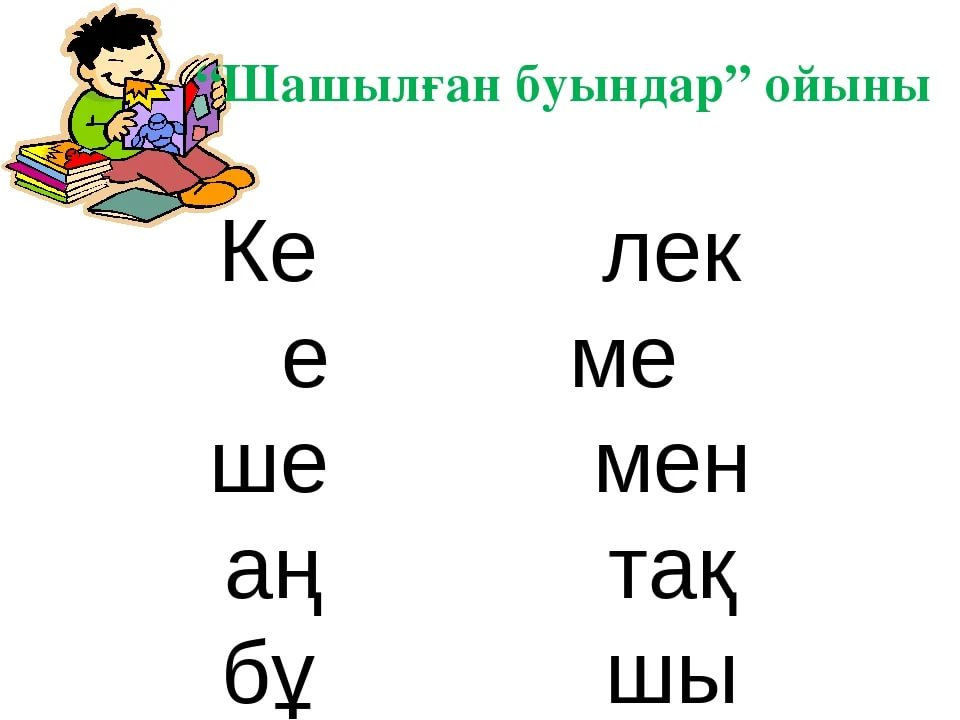 “Шашылған буындар” ойыны
Ке лек
е ме
ше мен
аң тақ
бұ шы